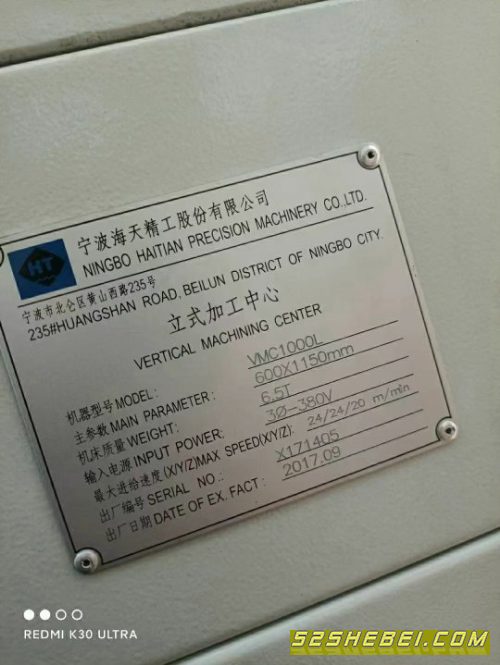 HT
宁波海天精工股份有限公司
NINGBO HAITIAN PRECISION MACHINERY CO.,LTD.
宁波市北仑区黄山西路235号
235#HUANGSHAN ROAD, BEILUN DISTRICT OF NINGBO CITY.
立式加工中心
VERTICAL MACHINING CENTER
机器型号MODEL: VMC1000L
主参数MAIN PARAMETER: 600X1150mm
机床质量WEIGHT: 6.5T
输入电源INPUT POWER: 3Ø-380V
最大进给速度(X/Y/Z)MAX SPEED(XYZ). 24/24/20 m/min
出厂编号SERIAL NO.: X171405
出厂日期DATE OF EX. FACT: 2017.09
REDMI K30 ULTRA
52SHEBEI.COM